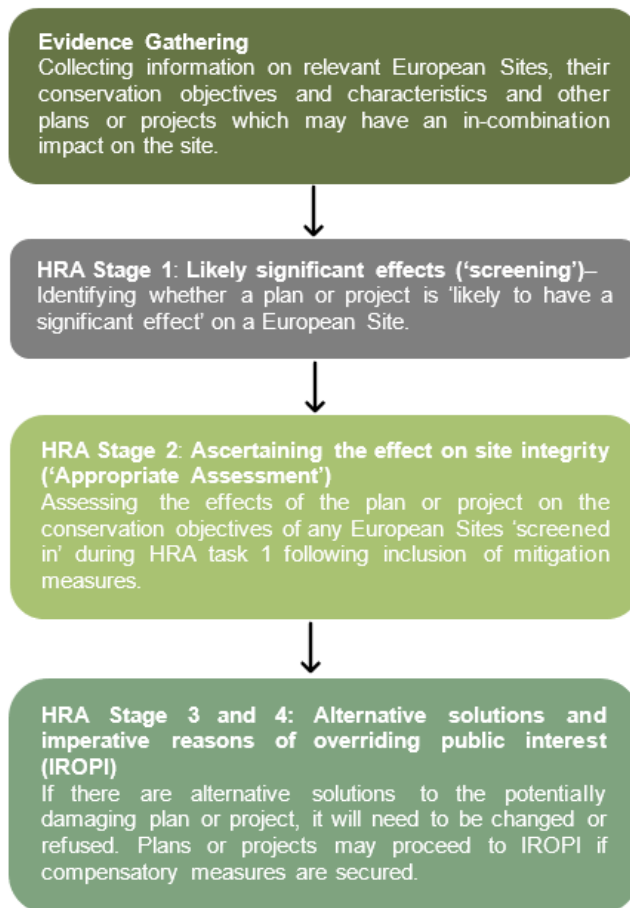 Evidence Gathering
Collecting information on relevant European Sites, their
conservation objectives and characteristics and other
plans or projects which may have an in-combination
impact on the site.
HRA Stage 1: Likely significant effects (‘screening’)–
Identifying whether a plan or project is ‘likely to have a
significant effect’ on a European Site.
HRA Stage 2: Ascertaining the effect on site integrity
(‘Appropriate Assessment’)
Assessing the effects of the plan or project on the
conservation objectives of any European Sites ‘screened
in’ during HRA task 1 following inclusion of mitigation
measures.
HRA Stage 3 and 4: Alternative solutions and
imperative reasons of overriding public interest
(IROPI)
If there are alternative solutions to the potentially
damaging plan or project, it will need to be changed or
refused. Plans or projects may proceed to IROPI if
compensatory measures are secured.